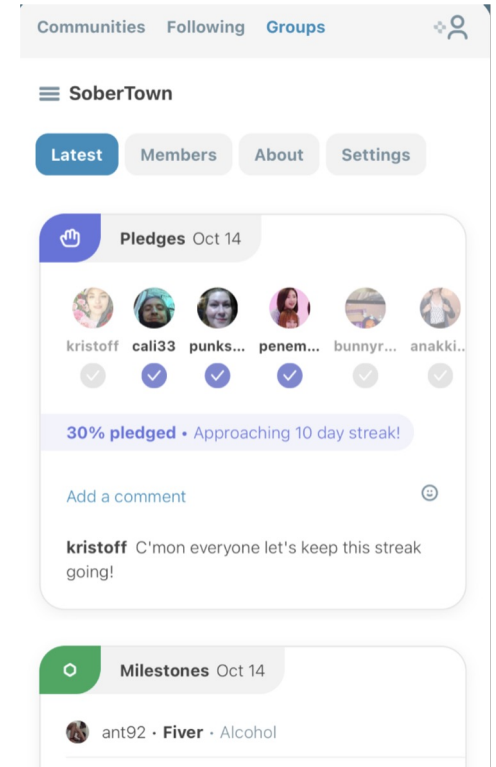 Communities Following Groups
SoberTown
Latest Members About Settings
Pledges Oct 14
kristoff cali33 punks... penem... bunnyr... anakki..
30% pledged • Approaching 10 day streak!
Add a comment
kristoff C'mon everyone let's keep this streak
going!
Milestones Oct 14
ant92 · Fiver · Alcohol